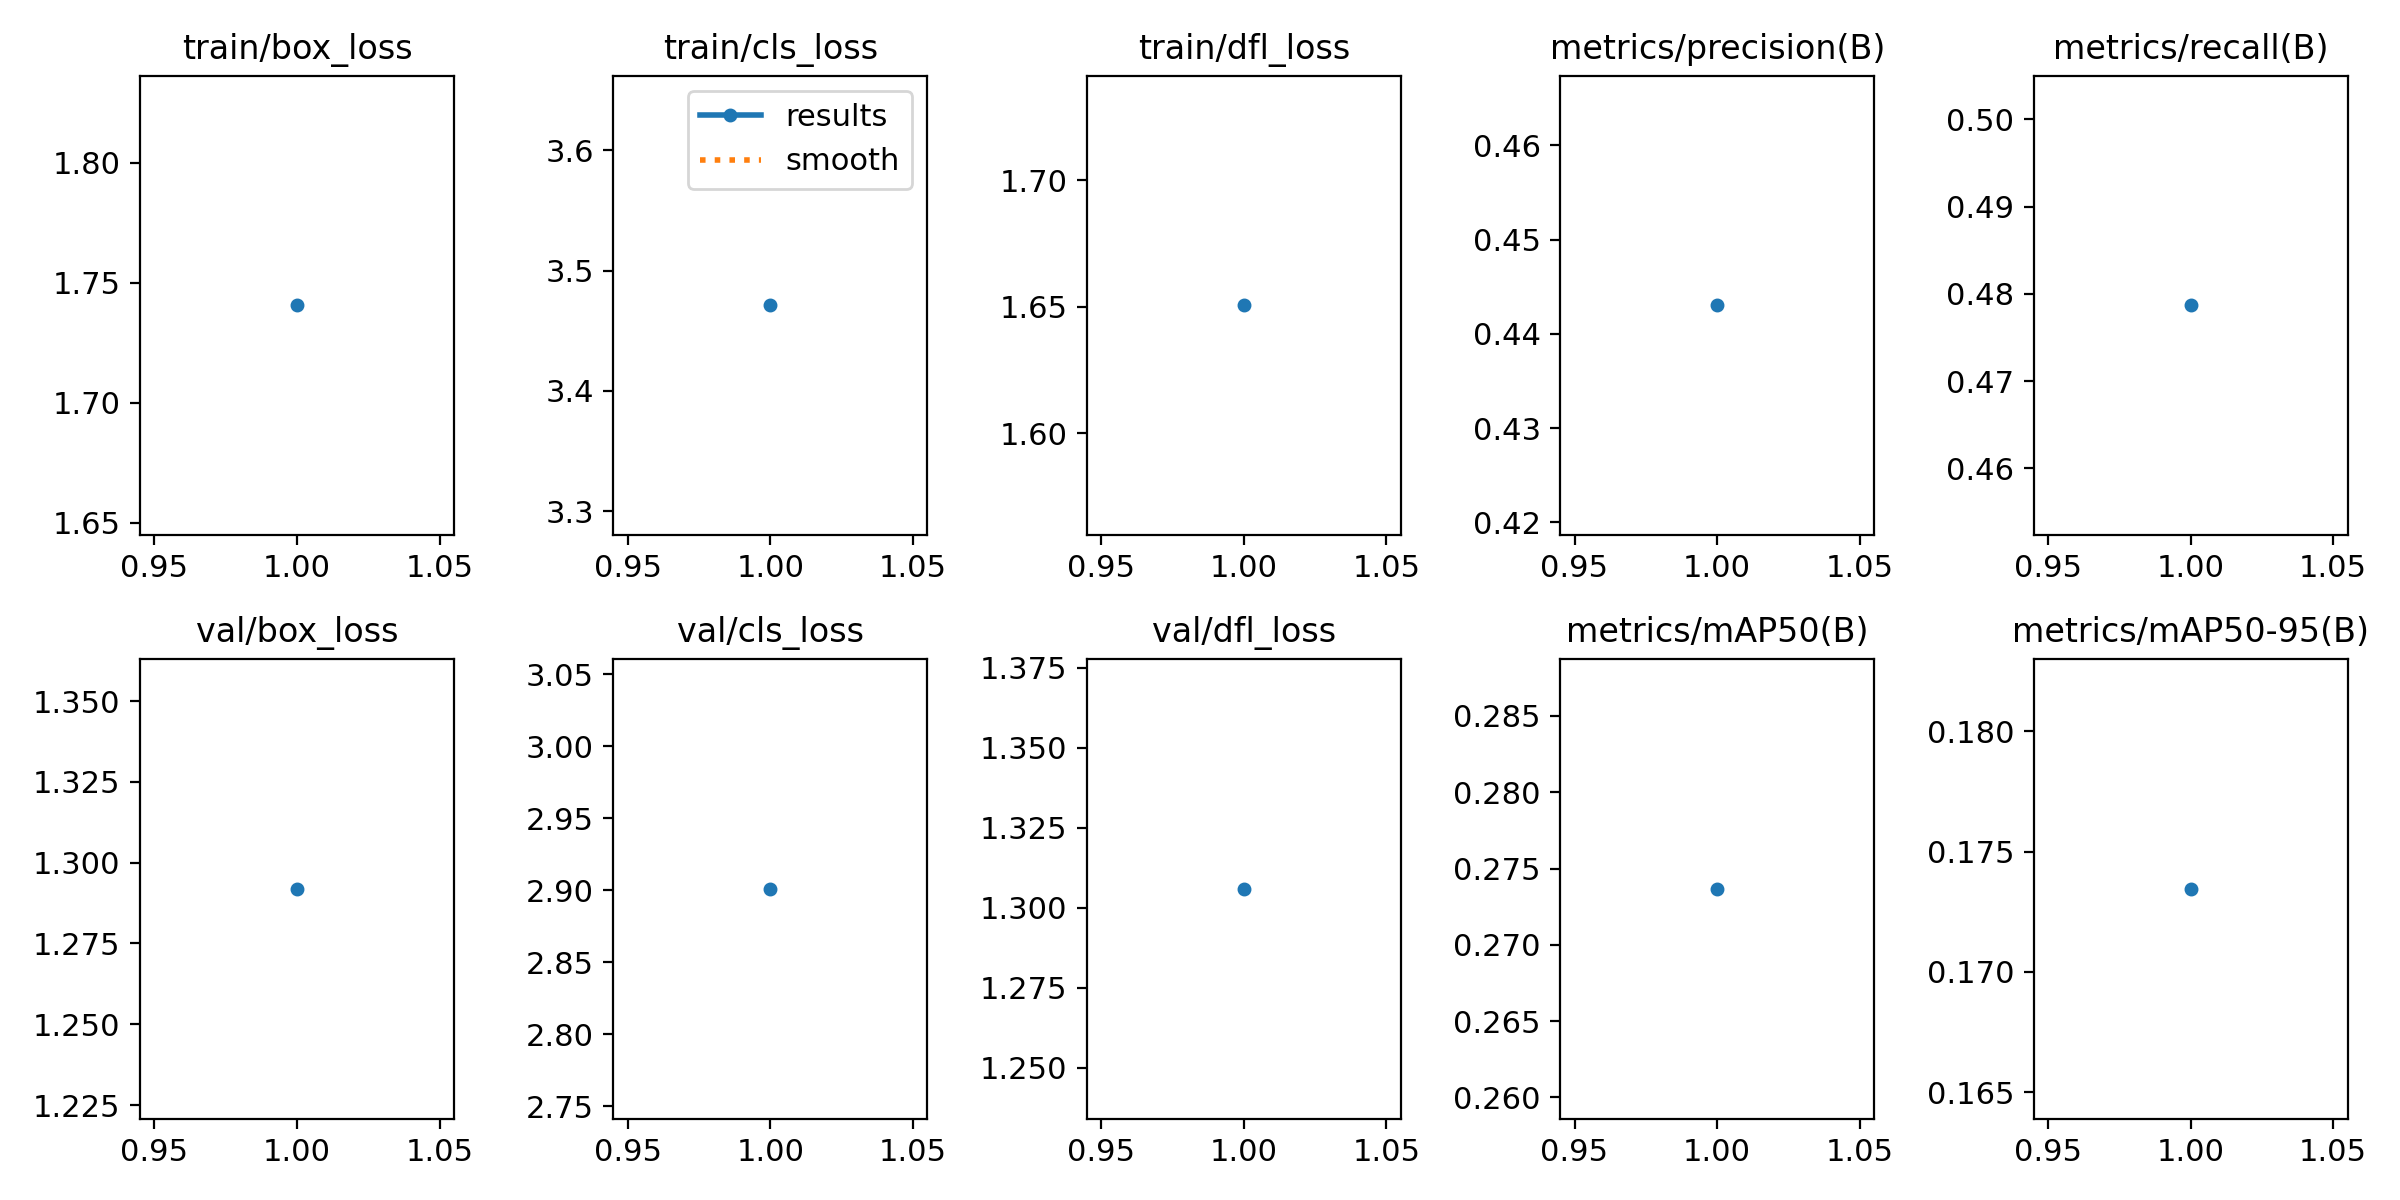 train/box_loss
1.80
1.75
1.70
1.65
0.95 1.00 1.05
train/cls_loss
results
smooth
3.6
3.5
3.4
3.3
0.95 1.00 1.05
train/dfl_loss
1.70
1.65
1.60
0.95 1.00 1.05
metrics/precision(B)
0.46
0.45
0.44
0.43
0.42
0.95 1.00 1.05
metrics/recall(B)
0.50
0.49
0.48
0.47
0.46
0.95 1.00 1.05
val/box_loss
1.350
1.325
1.300
1.275
1.250
1.225
0.95 1.00 1.05
val/cls_loss
3.05
3.00
2.95
2.90
2.85
2.80
2.75
0.95 1.00 1.05
val/dfl_loss
1.375
1.350
1.325
1.300
1.275
1.250
0.95 1.00 1.05
metrics/mAP50(B)
0.285
0.280
0.275
0.270
0.265
0.260
0.95 1.00 1.05
metrics/mAP50-95(B)
0.180
0.175
0.170
0.165
0.95 1.00 1.05